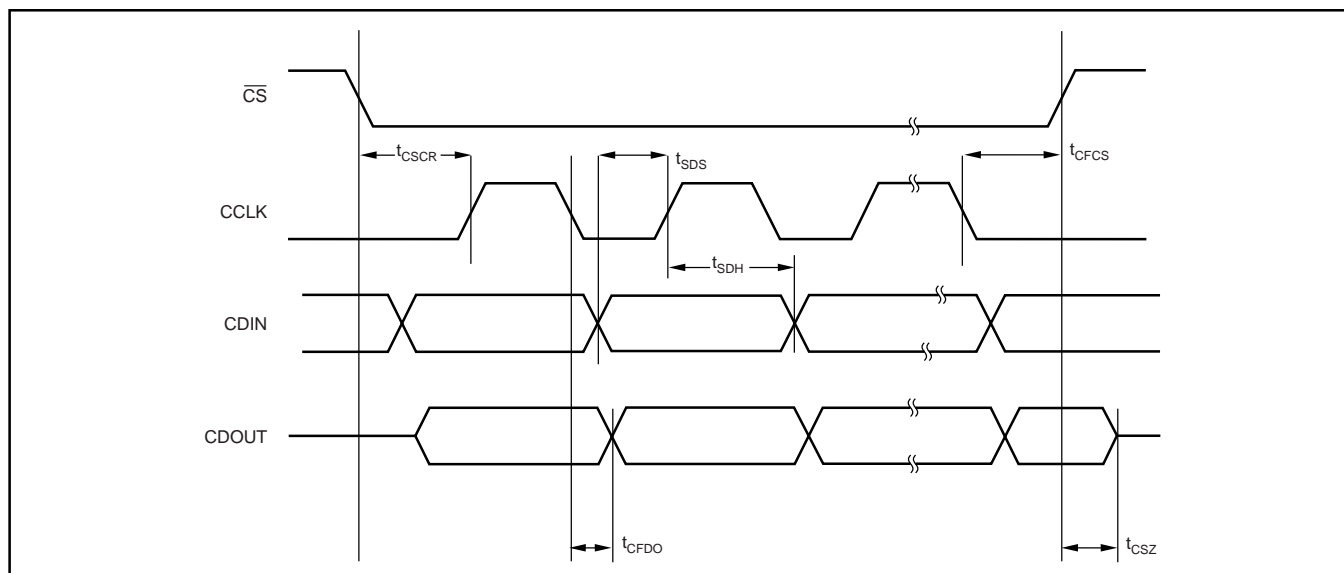 CS
tCSCR
tSDS
tCFCS
CCLK
tSDH
CDIN
CDOUT
tCFDO
tCSZ